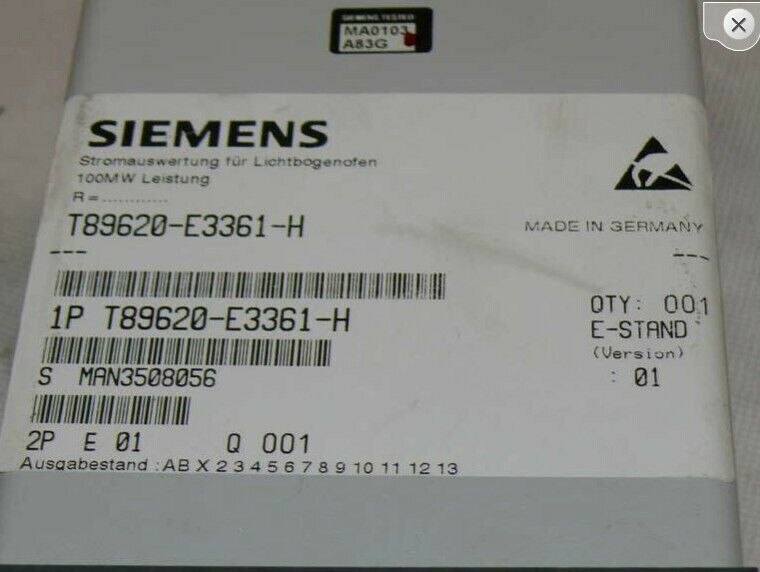 SIEMENS TESTED
MA0103
A83G
SIEMENS
Stromauswertung für Lichtbogenofen
100MW Leistung
R=............
T89620-E3361-H
MADE IN GERMANY
---
---
1P T89620-E3361-H
QTY: 001
E-STAND
(Version)
: 01
S MAN3508056
2P E 01 Q 001
Ausgabestand :AB X 2 3 4 5 6 7 8 9 10 11 12 13